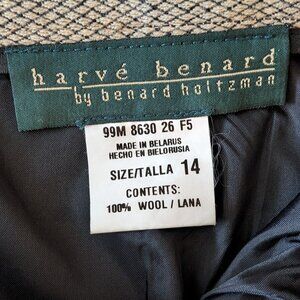 harvé benard
by benard holtzman
99M 8630 26 F5
MADE IN BELARUS
HECHO EN BIELORUSIA
SIZE/TALLA 14
CONTENTS:
100% WOOL / LANA